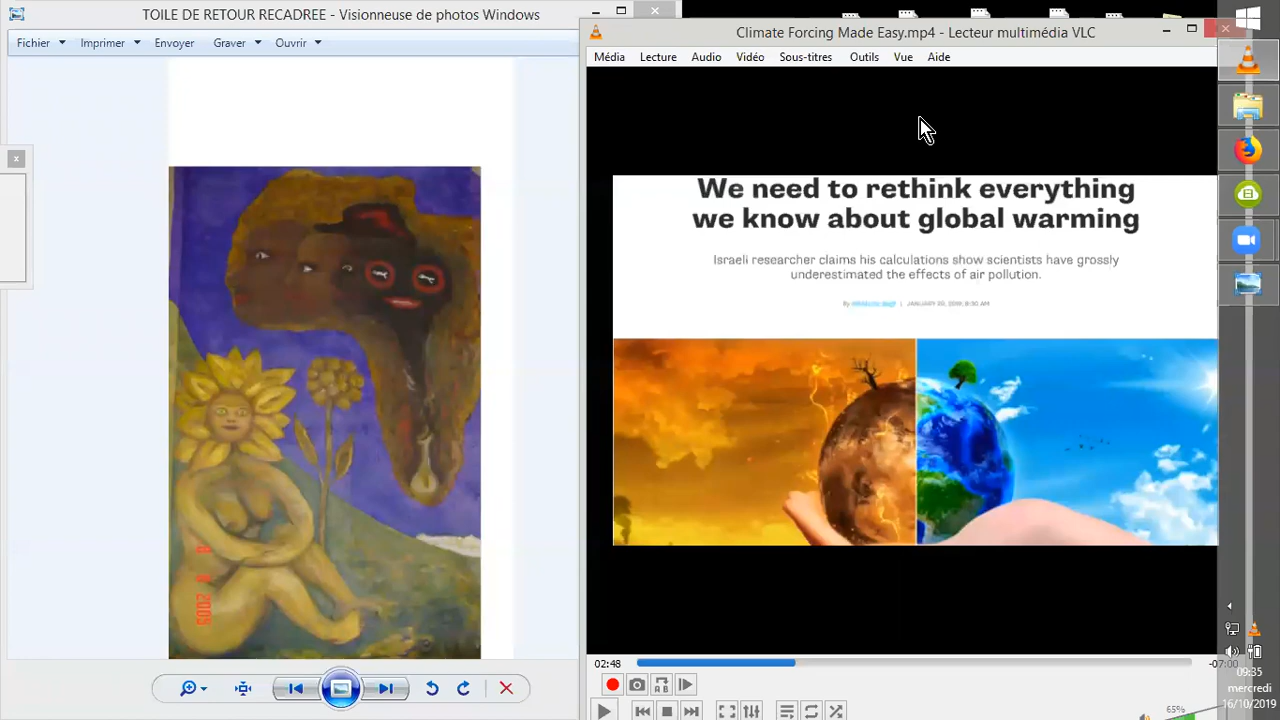 TOILE DE RETOUR RECADREE - Visionneuse de photos Windows
Fichier Imprimer Envoyer Graver Ouvrir
Climate Forcing Made Easy.mp4 - Lecteur multimédia VLC
Média Lecture Audio Vidéo Sous-titres Outils Vue Aide
We need to rethink everything
we know about global warming
Israeli researcher claims his calculations show scientists have grossly
underestimated the effects of air pollution.
By
02:48
-07:00
65%
09:35
mercredi
16/10/2019